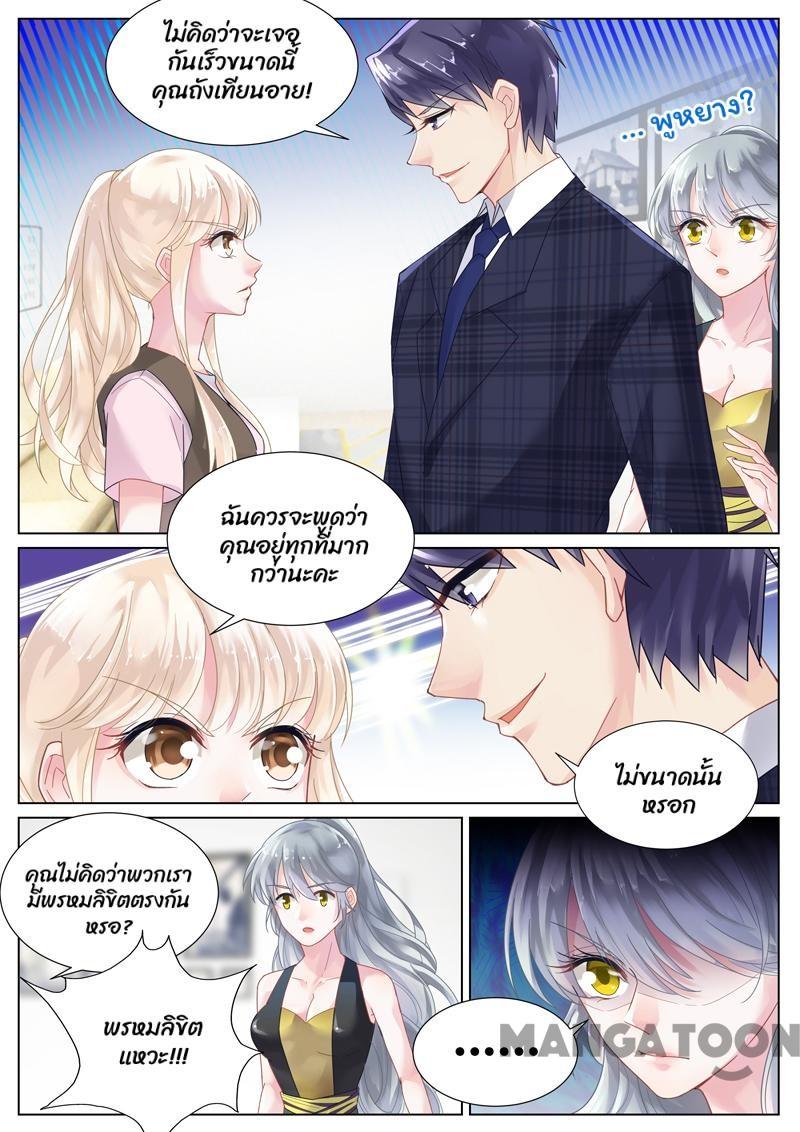 ไม่คิดว่าจะเจอ
กันเร็วขนาดนี้
คุณถังเทียนอาย!
... พูหยาง?
ฉันควรจะพูดว่า
คุณอยู่ทุกที่มาก
กว่านะคะ
ไม่ขนาดนั้น
หรอก
คุณไม่คิดว่าพวกเรา
มีพรหมลิขิตตรงกัน
หรอ?
พรหมลิขิต
แหวะ!!!
......
MANGATOON